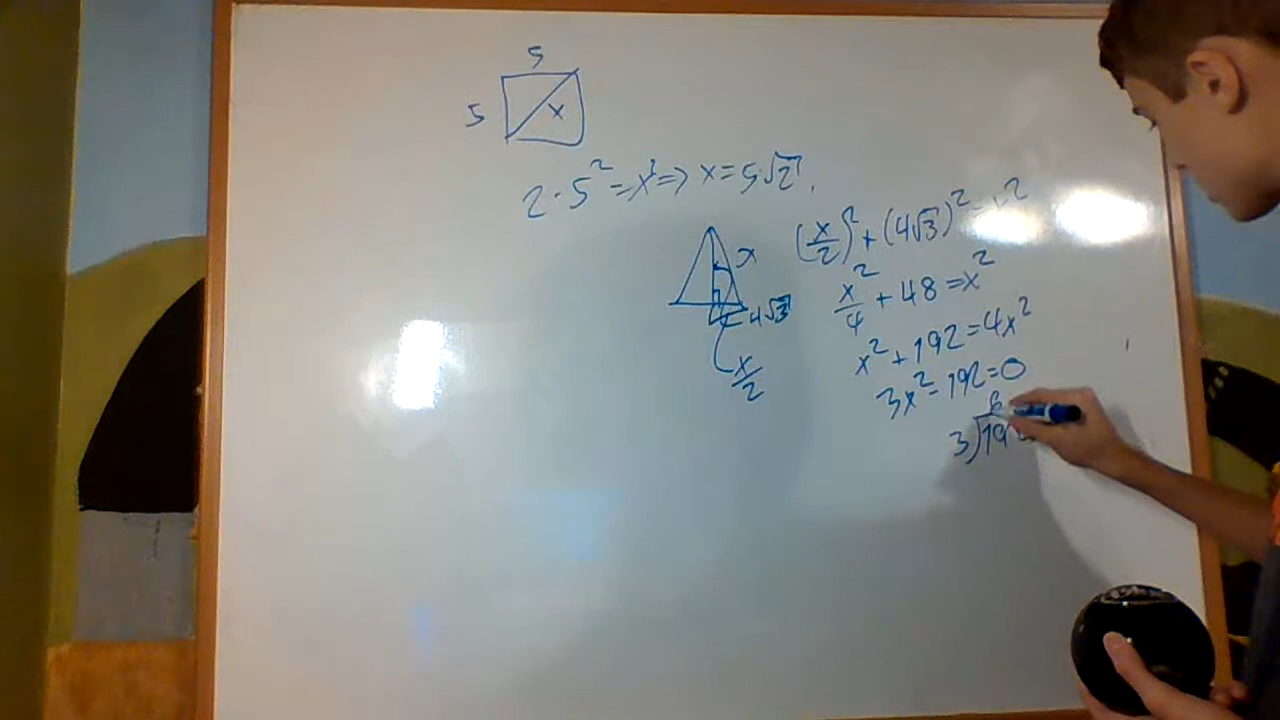 5
5
x
2 · 5² = x² => x = 5√2.
x
4√3
x/2
(x/2)² + (4√3)² = ²
x²/4 + 48 = x²
x² + 192 = 4x²
3x² - 192 = 0
6
3)19